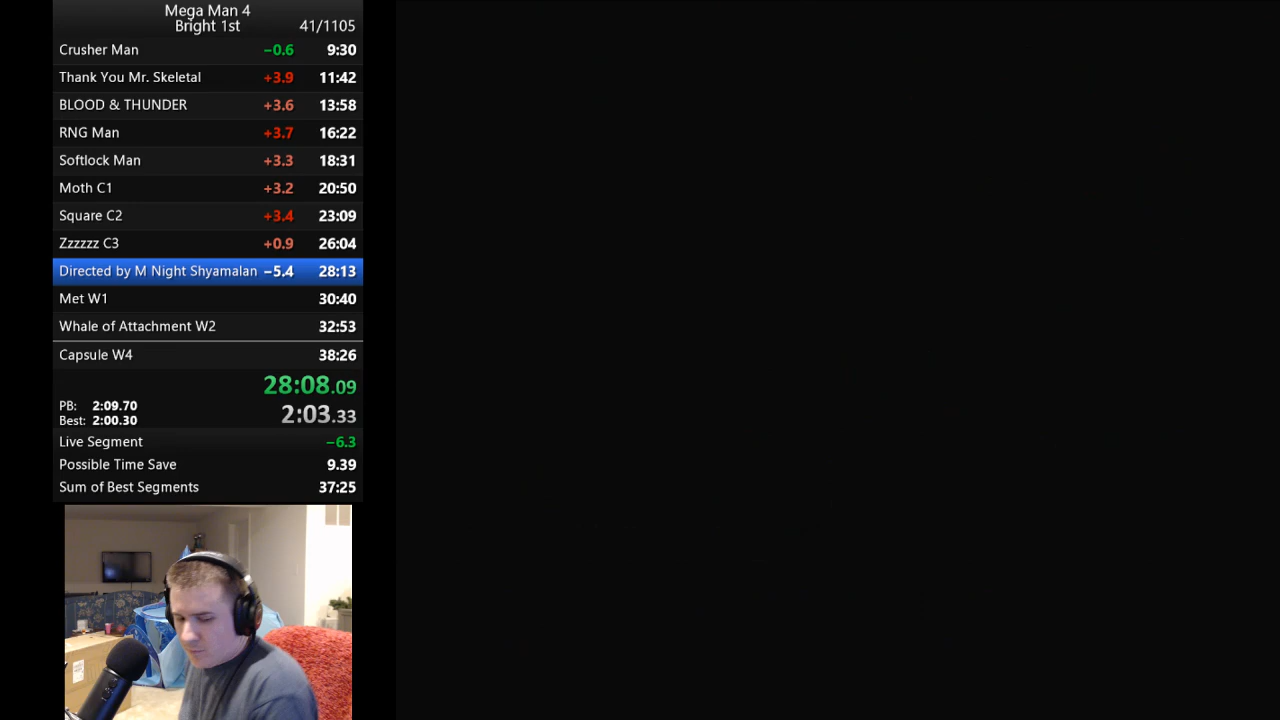 Mega Man 4
Bright 1st 41/1105
Crusher Man −0.6 9:30
Thank You Mr. Skeletal +3.9 11:42
BLOOD & THUNDER +3.6 13:58
RNG Man +3.7 16:22
Softlock Man +3.3 18:31
Moth C1 +3.2 20:50
Square C2 +3.4 23:09
Zzzzzz C3 +0.9 26:04
Directed by M Night Shyamalan −5.4 28:13
Met W1 30:40
Whale of Attachment W2 32:53
Capsule W4 38:26
28:08.09
PB: 2:09.70
Best: 2:00.30
2:03.33
Live Segment −6.3
Possible Time Save 9.39
Sum of Best Segments 37:25